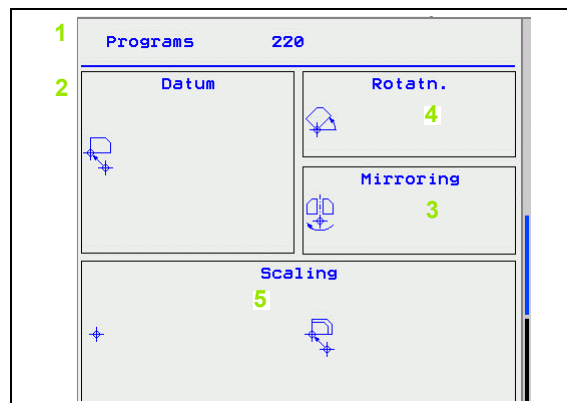 1 Programs 220
2 Datum
Rotatn.
4
Mirroring
3
Scaling
5